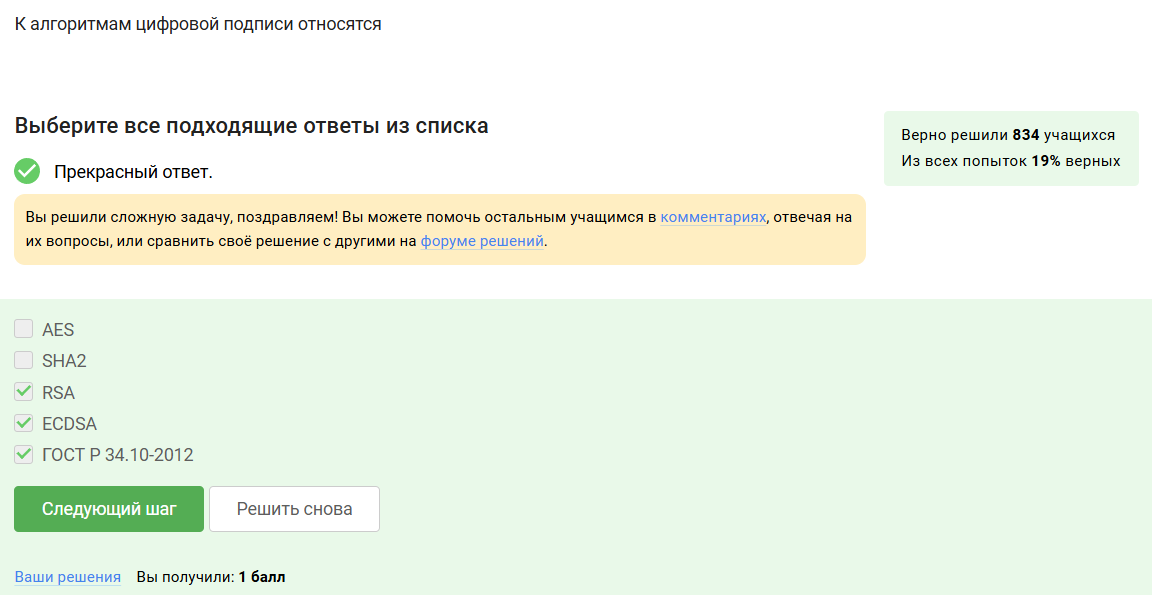 К алгоритмам цифровой подписи относятся
Выберите все подходящие ответы из списка
Верно решили 834 учащихся
Из всех попыток 19% верных
Прекрасный ответ.
Вы решили сложную задачу, поздравляем! Вы можете помочь остальным учащимся в комментариях, отвечая на
их вопросы, или сравнить своё решение с другими на форуме решений.
AES
SHA2
RSA
ECDSA
ГОСТ Р 34.10-2012
Следующий шаг
Решить снова
Ваши решения Вы получили: 1 балл